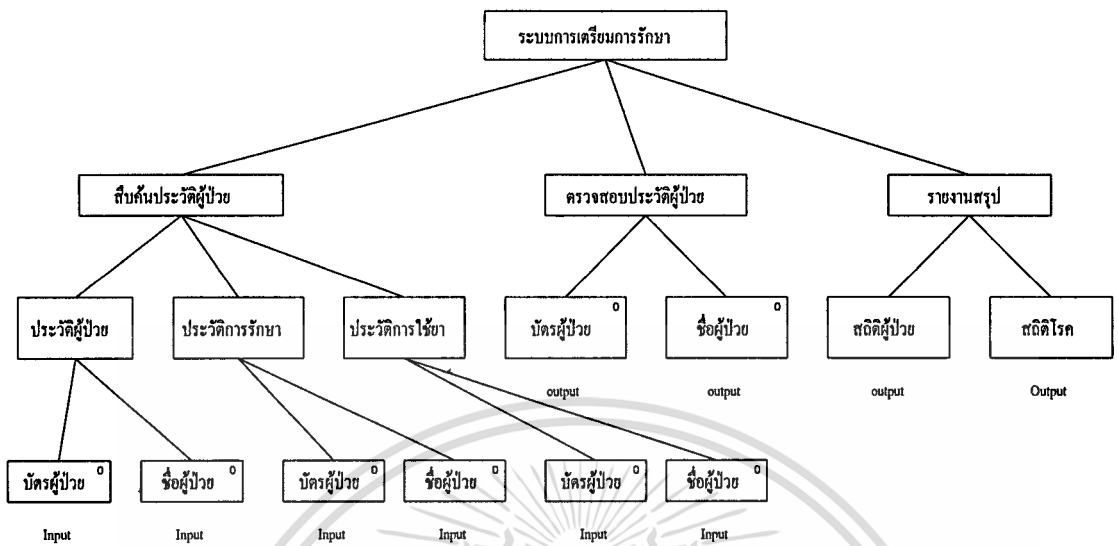 ระบบการเตรียมการรักษา
สืบค้นประวัติผู้ป่วย
ตรวจสอบประวัติผู้ป่วย
รายงานสรุป
ประวัติผู้ป่วย
ประวัติการรักษา
ประวัติการใช้ยา
บัตรผู้ป่วย o
ชื่อผู้ป่วย o
สถิติผู้ป่วย
สถิติโรค
output
output
output
Output
บัตรผู้ป่วย o
ชื่อผู้ป่วย o
บัตรผู้ป่วย o
ชื่อผู้ป่วย o
บัตรผู้ป่วย o
ชื่อผู้ป่วย o
Input
Input
Input
Input
Input
Input